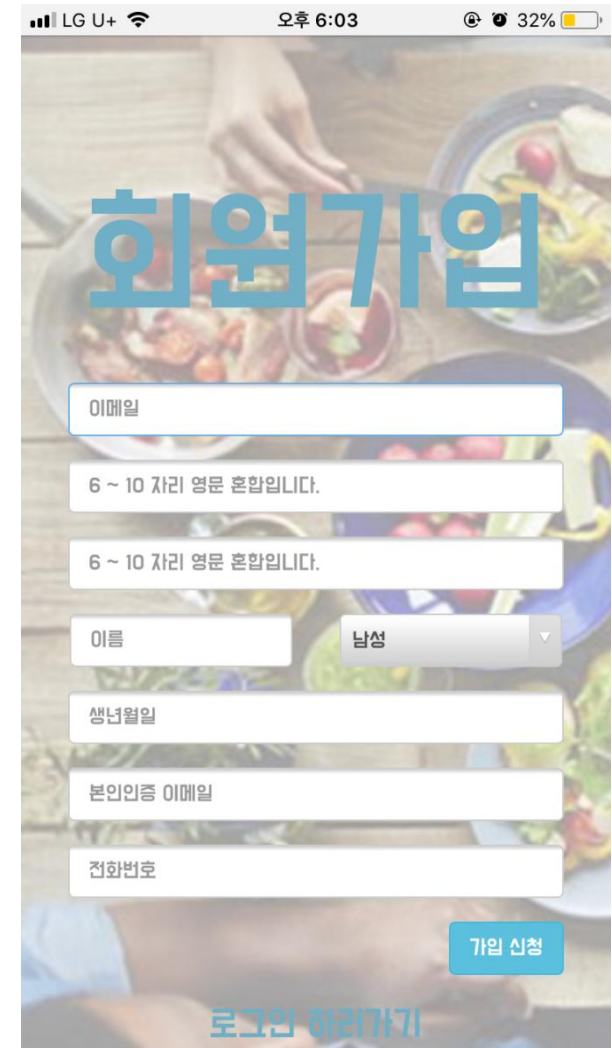 LG U+ 오후 6:03 32%
회원가입
이메일
6 ~ 10 자리 영문 혼합입니다.
6 ~ 10 자리 영문 혼합입니다.
이름 남성
생년월일
본인인증 이메일
전화번호
가입 신청
로그인 하러가기